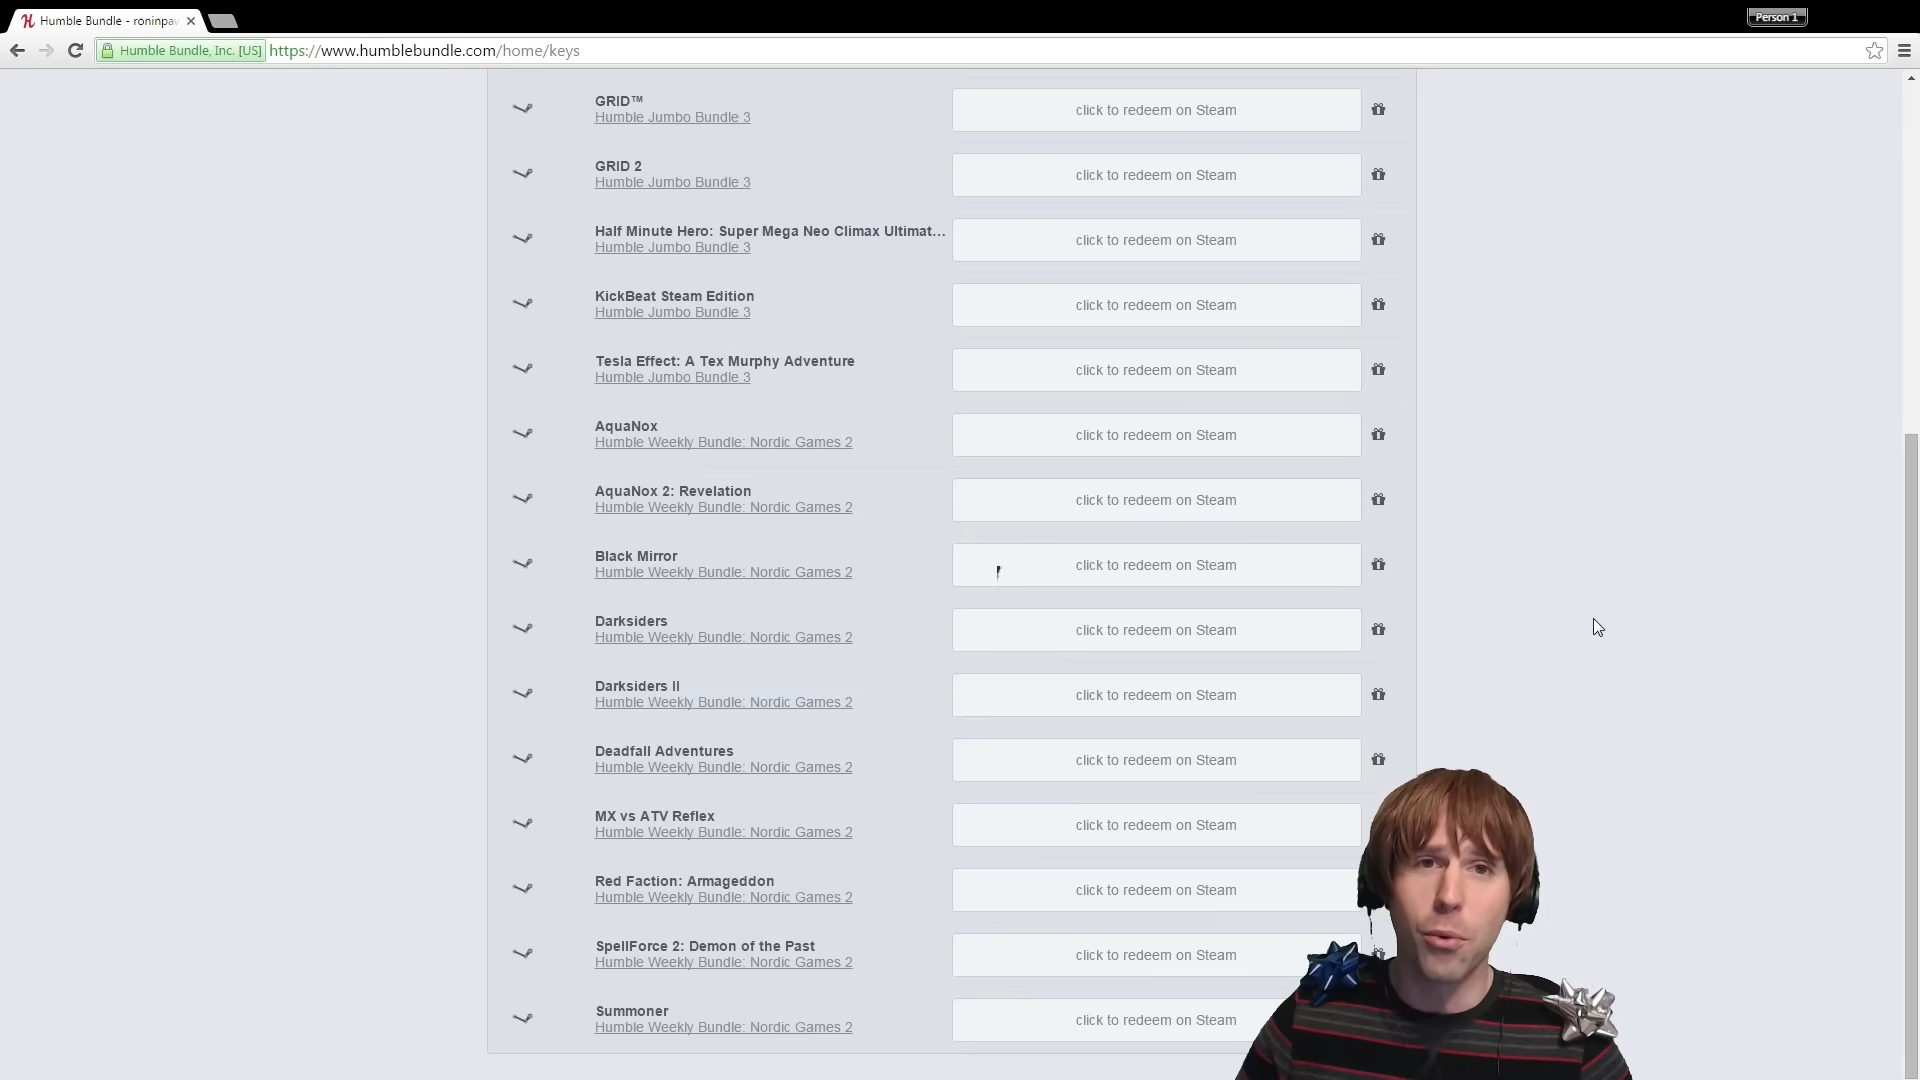 Humble Bundle - roninpaw
Person 1
Humble Bundle, Inc. [US]
https://www.humblebundle.com/home/keys
GRID™
Humble Jumbo Bundle 3
click to redeem on Steam
GRID 2
Humble Jumbo Bundle 3
click to redeem on Steam
Half Minute Hero: Super Mega Neo Climax Ultimat...
Humble Jumbo Bundle 3
click to redeem on Steam
KickBeat Steam Edition
Humble Jumbo Bundle 3
click to redeem on Steam
Tesla Effect: A Tex Murphy Adventure
Humble Jumbo Bundle 3
click to redeem on Steam
AquaNox
Humble Weekly Bundle: Nordic Games 2
click to redeem on Steam
AquaNox 2: Revelation
Humble Weekly Bundle: Nordic Games 2
click to redeem on Steam
Black Mirror
Humble Weekly Bundle: Nordic Games 2
click to redeem on Steam
Darksiders
Humble Weekly Bundle: Nordic Games 2
click to redeem on Steam
Darksiders II
Humble Weekly Bundle: Nordic Games 2
click to redeem on Steam
Deadfall Adventures
Humble Weekly Bundle: Nordic Games 2
click to redeem on Steam
MX vs ATV Reflex
Humble Weekly Bundle: Nordic Games 2
click to redeem on Steam
Red Faction: Armageddon
Humble Weekly Bundle: Nordic Games 2
click to redeem on Steam
SpellForce 2: Demon of the Past
Humble Weekly Bundle: Nordic Games 2
click to redeem on Steam
Summoner
Humble Weekly Bundle: Nordic Games 2
click to redeem on Steam